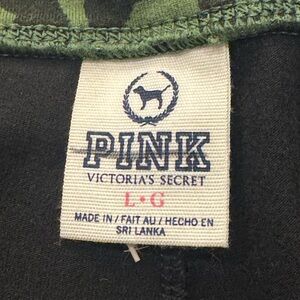 PINK
VICTORIA'S SECRET
L•G
MADE IN / FAIT AU / HECHO EN
SRI LANKA